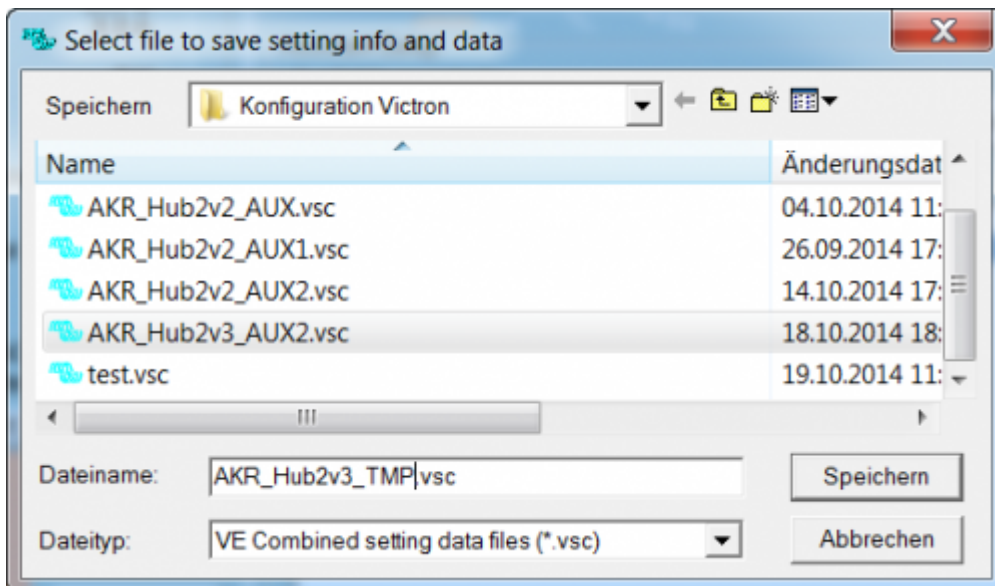 Select file to save setting info and data
Speichern Konfiguration Victron
Name Änderungsdat
AKR_Hub2v2_AUX.vsc 04.10.2014 11:
AKR_Hub2v2_AUX1.vsc 26.09.2014 17:
AKR_Hub2v2_AUX2.vsc 14.10.2014 17:
AKR_Hub2v3_AUX2.vsc 18.10.2014 18:
test.vsc 19.10.2014 11:
Dateiname: AKR_Hub2v3_TMP.vsc Speichern
Dateityp: VE Combined setting data files (*.vsc) Abbrechen